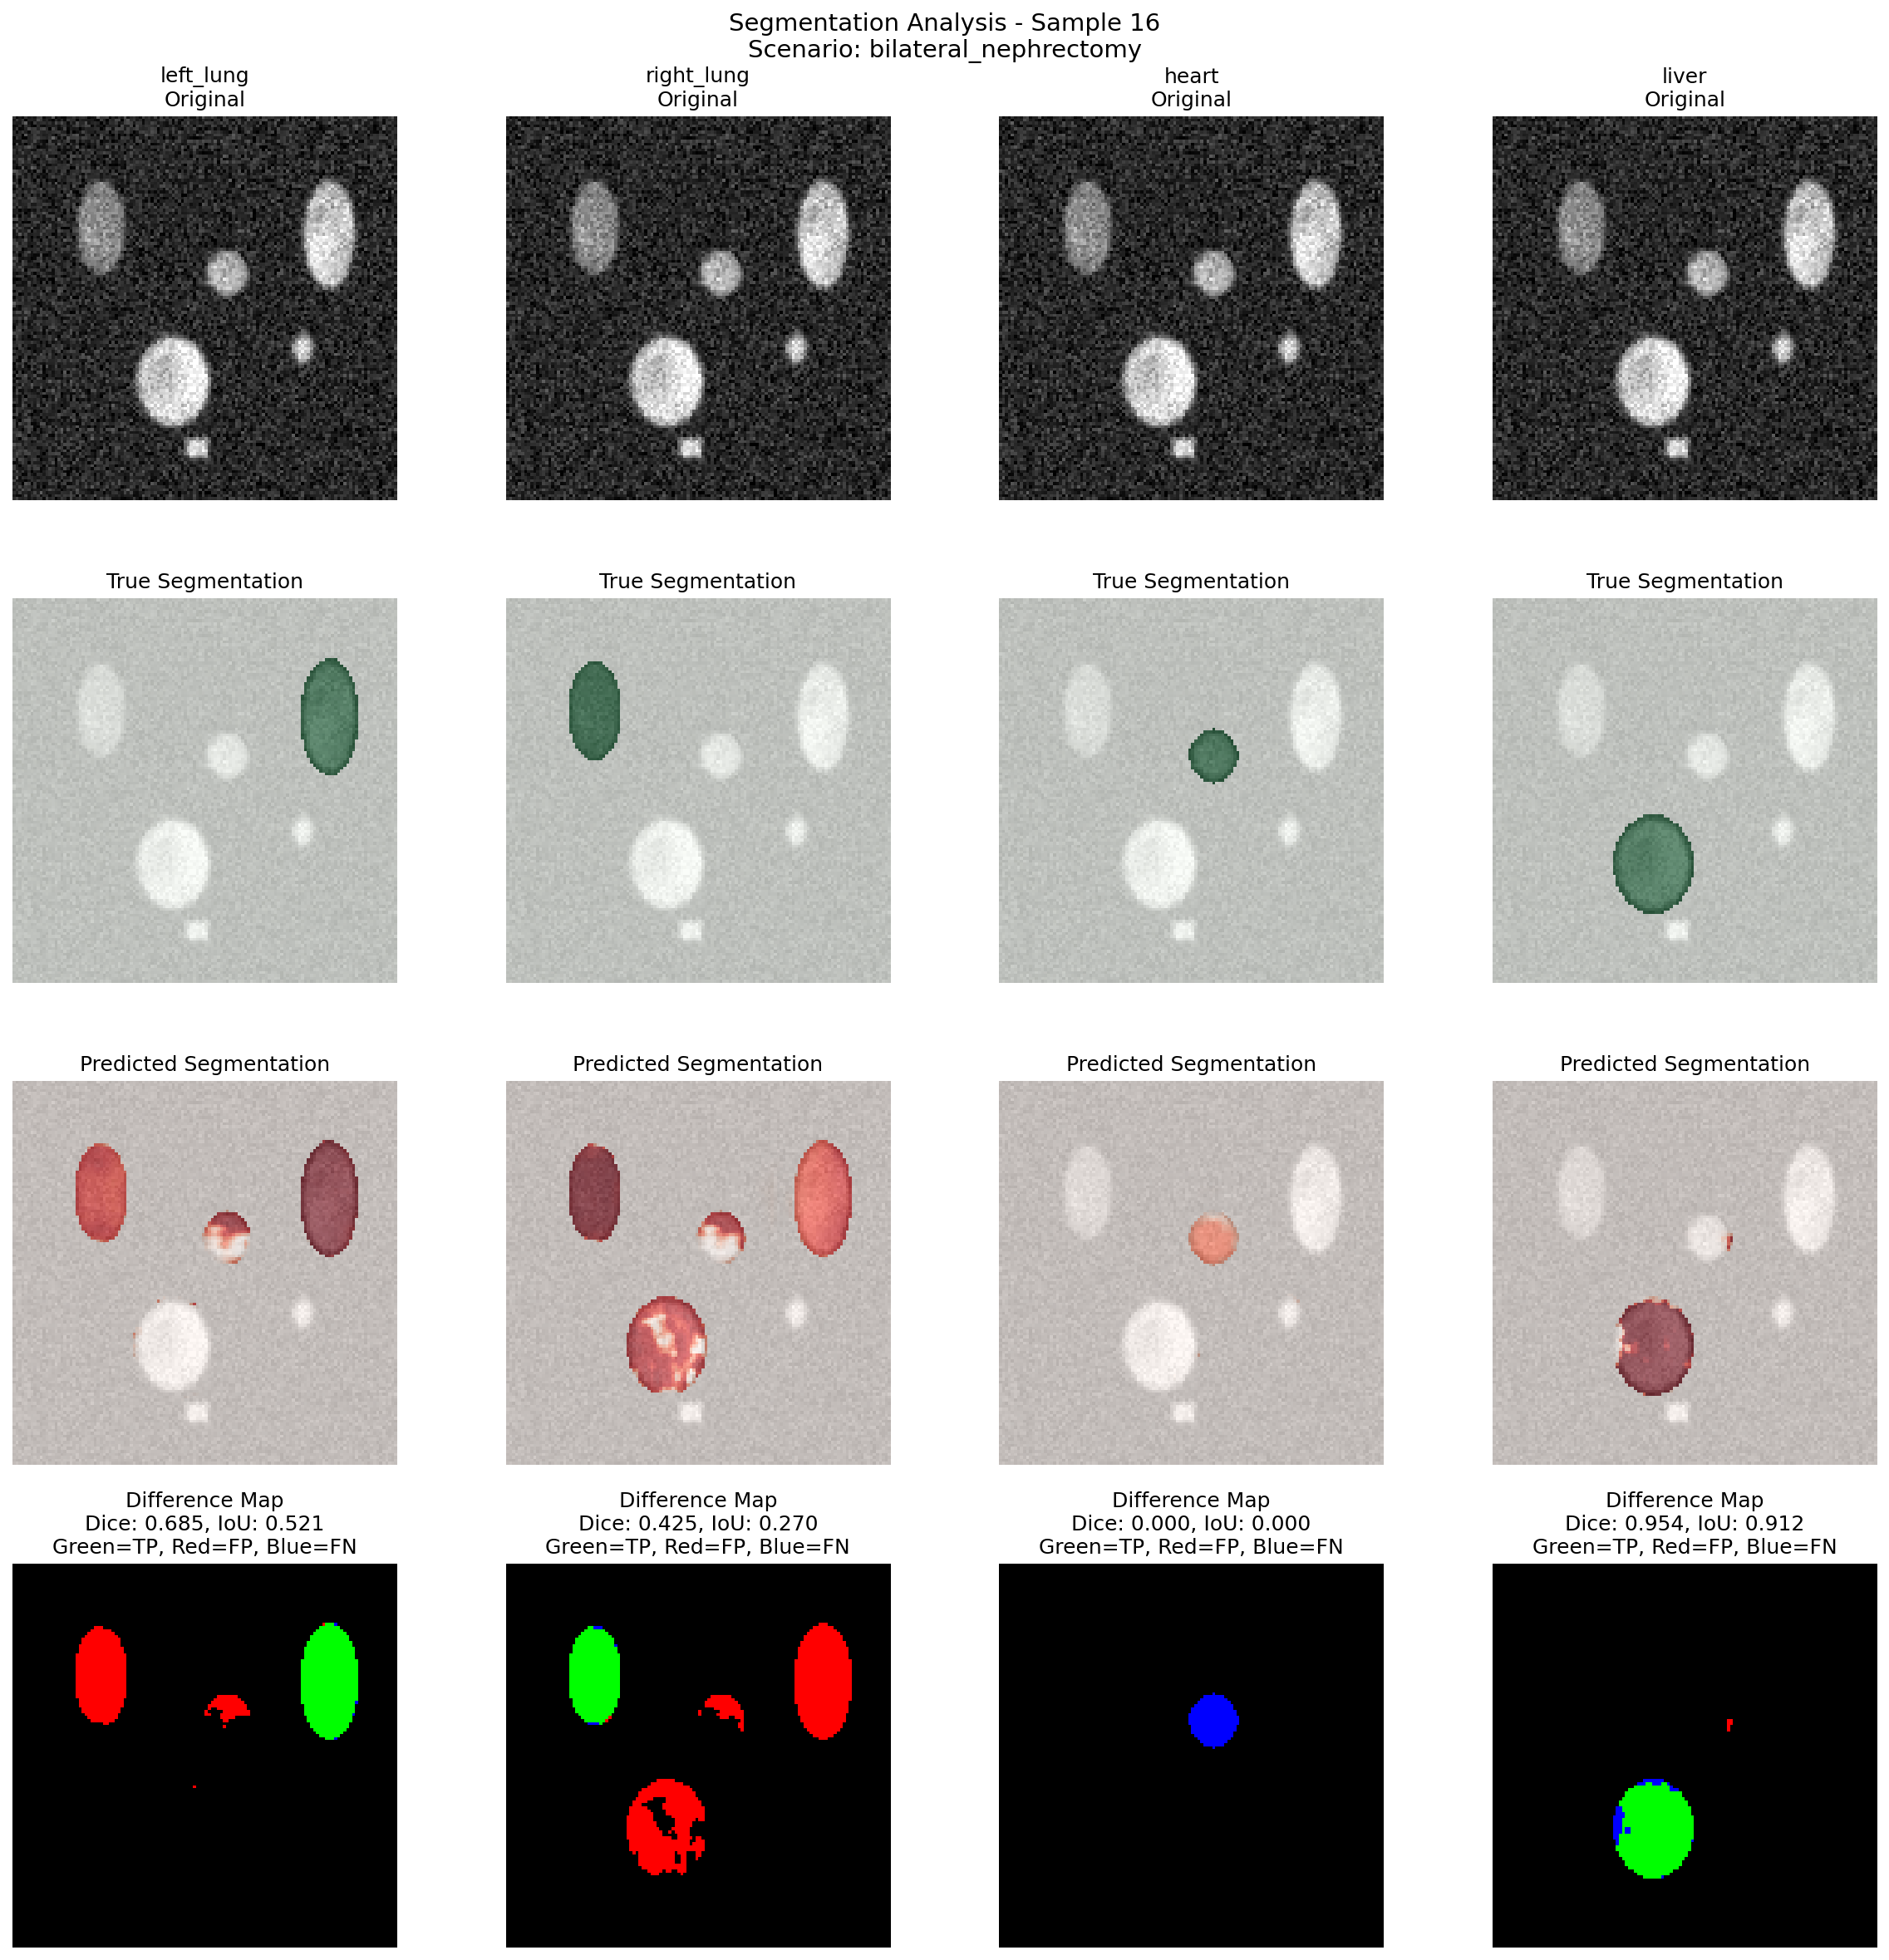 Segmentation Analysis - Sample 16
Scenario: bilateral_nephrectomy
left_lung
Original
right_lung
Original
heart
Original
liver
Original
True Segmentation
True Segmentation
True Segmentation
True Segmentation
Predicted Segmentation
Predicted Segmentation
Predicted Segmentation
Predicted Segmentation
Difference Map
Dice: 0.685, IoU: 0.521
Green=TP, Red=FP, Blue=FN
Difference Map
Dice: 0.425, IoU: 0.270
Green=TP, Red=FP, Blue=FN
Difference Map
Dice: 0.000, IoU: 0.000
Green=TP, Red=FP, Blue=FN
Difference Map
Dice: 0.954, IoU: 0.912
Green=TP, Red=FP, Blue=FN